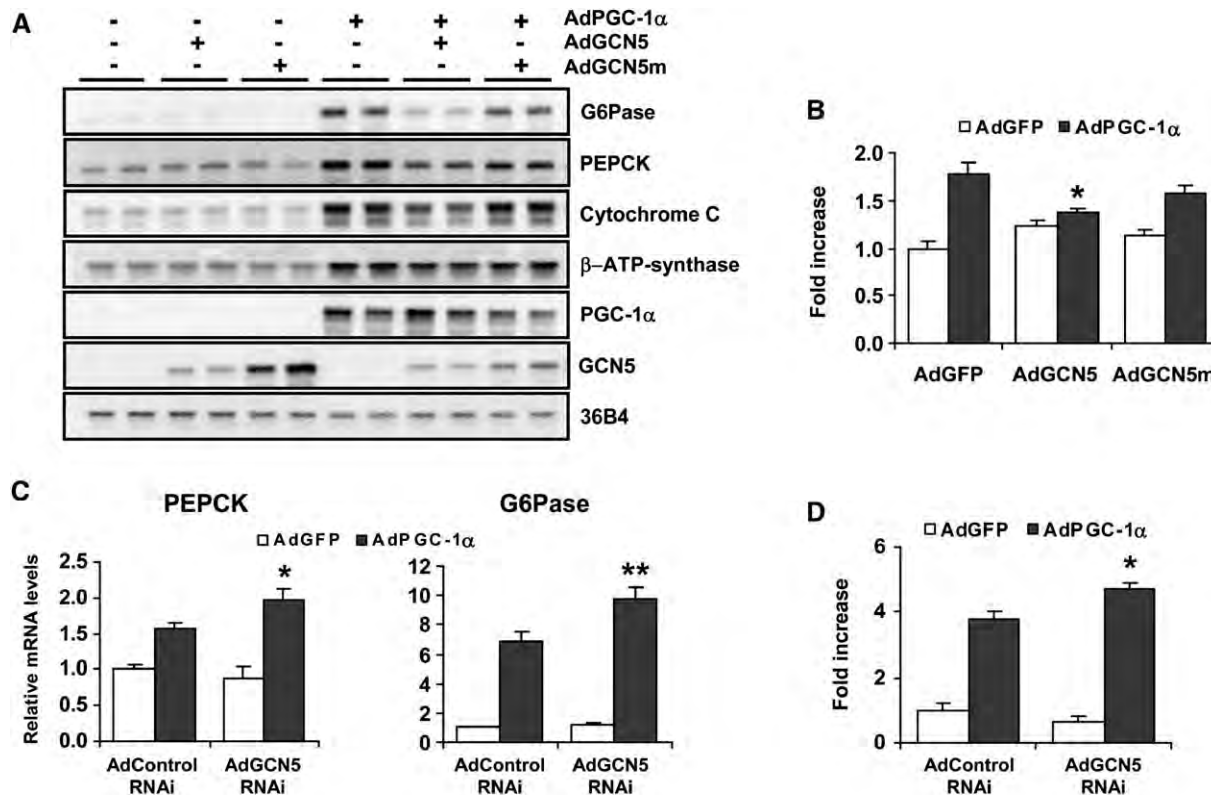 A
- - - + + + AdPGC-1α
- + - - + - AdGCN5
- - + - - + AdGCN5m
G6Pase
PEPCK
Cytochrome C
β–ATP-synthase
PGC-1α
GCN5
36B4
B
AdGFP AdPGC-1α
Fold increase
2.0
1.5
1.0
0.5
0.0
*
AdGFP AdGCN5 AdGCN5m
C
PEPCK
AdGFP AdPGC-1α
Relative mRNA levels
2.5
2.0
1.5
1.0
0.5
0.0
*
AdControl AdGCN5
RNAi RNAi
G6Pase
12
10
8
6
4
2
0
**
AdControl AdGCN5
RNAi RNAi
D
AdGFP AdPGC-1α
Fold increase
6
4
2
0
*
AdControl AdGCN5
RNAi RNAi